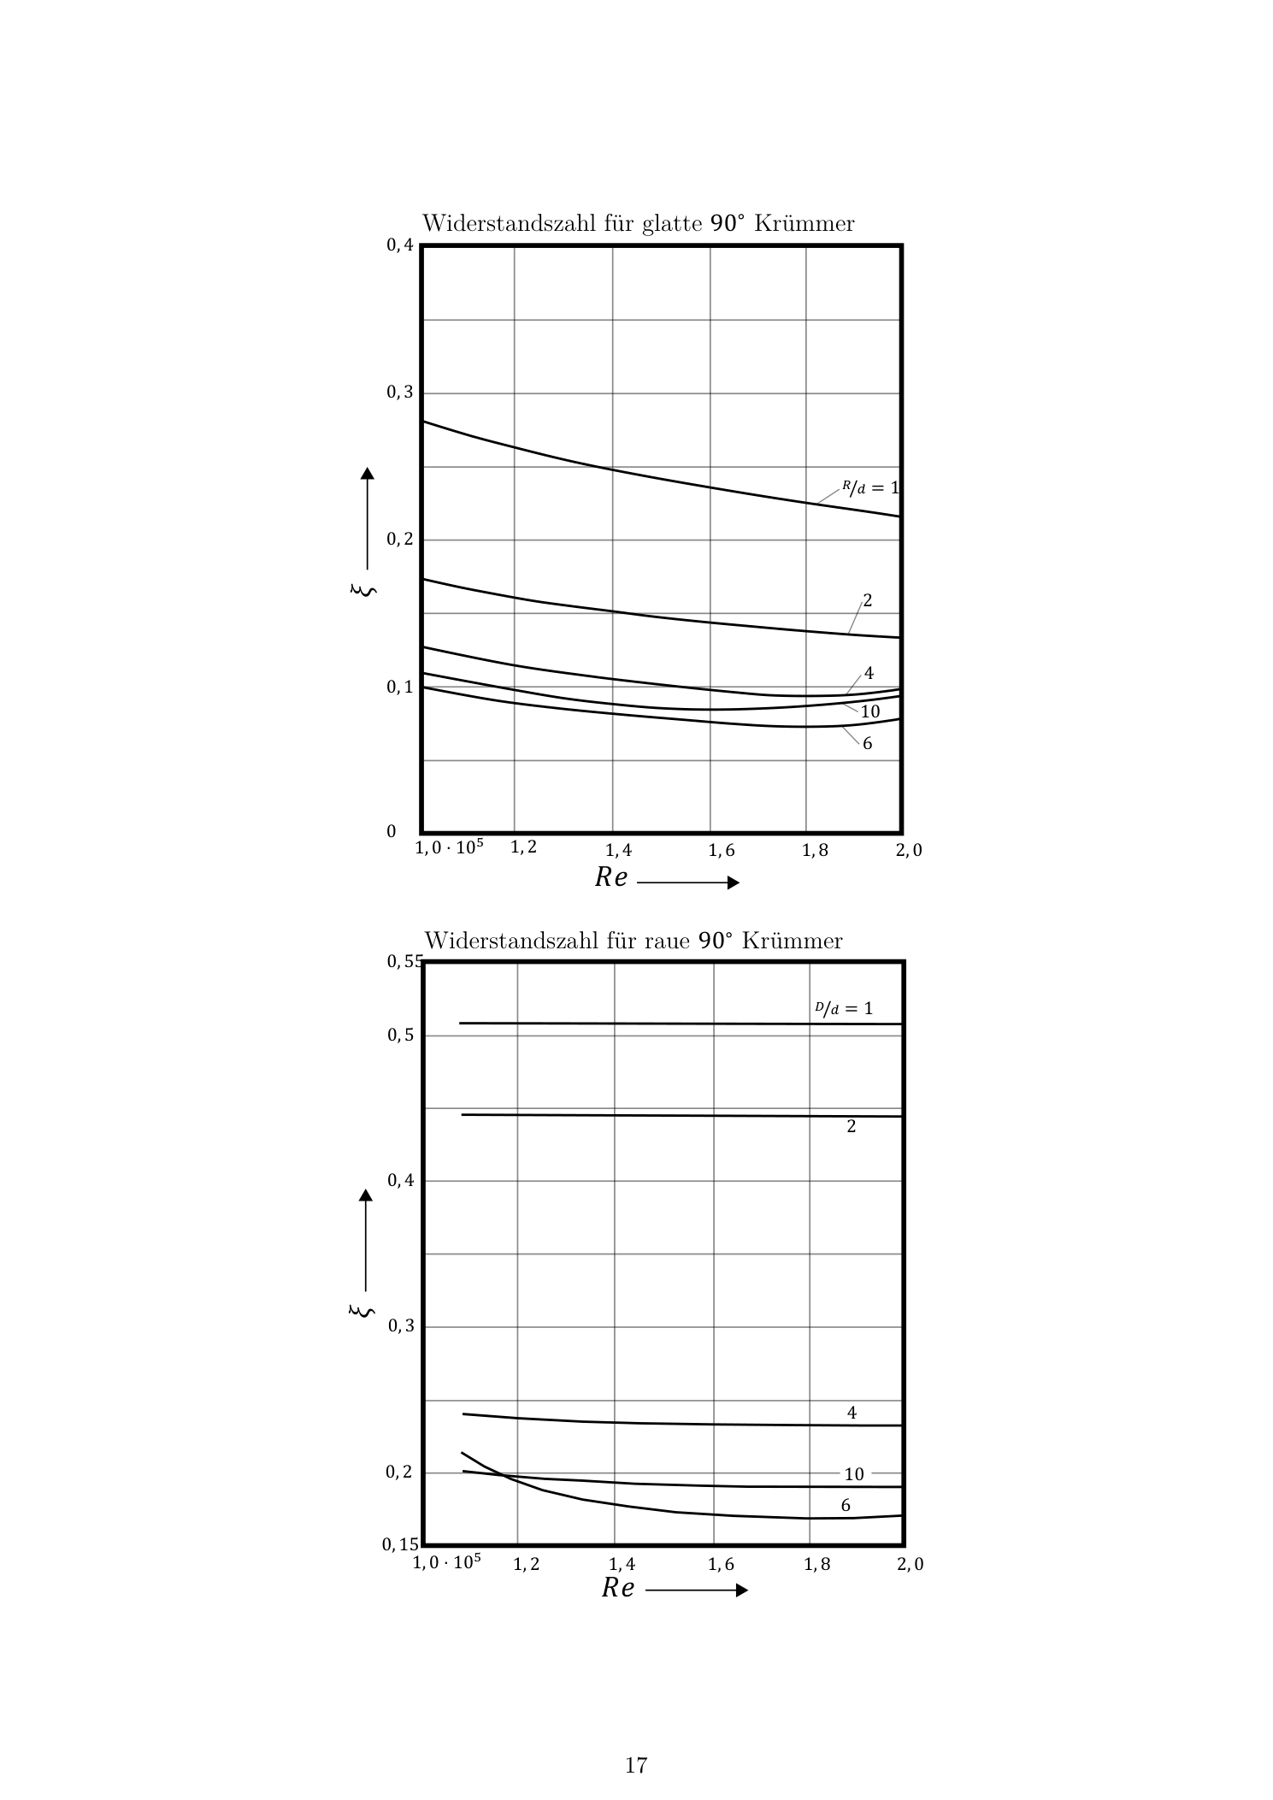 Widerstandszahl für glatte 90° Krümmer
0,4
0,3
R/d = 1
0,2
ξ
2
4
0,1
10
6
0
1,0 · 10⁵ 1,2 1,4 1,6 1,8 2,0
Re
Widerstandszahl für raue 90° Krümmer
0,55
D/d = 1
0,5
2
0,4
ξ
0,3
4
0,2
10
6
0,15
1,0 · 10⁵ 1,2 1,4 1,6 1,8 2,0
Re
17